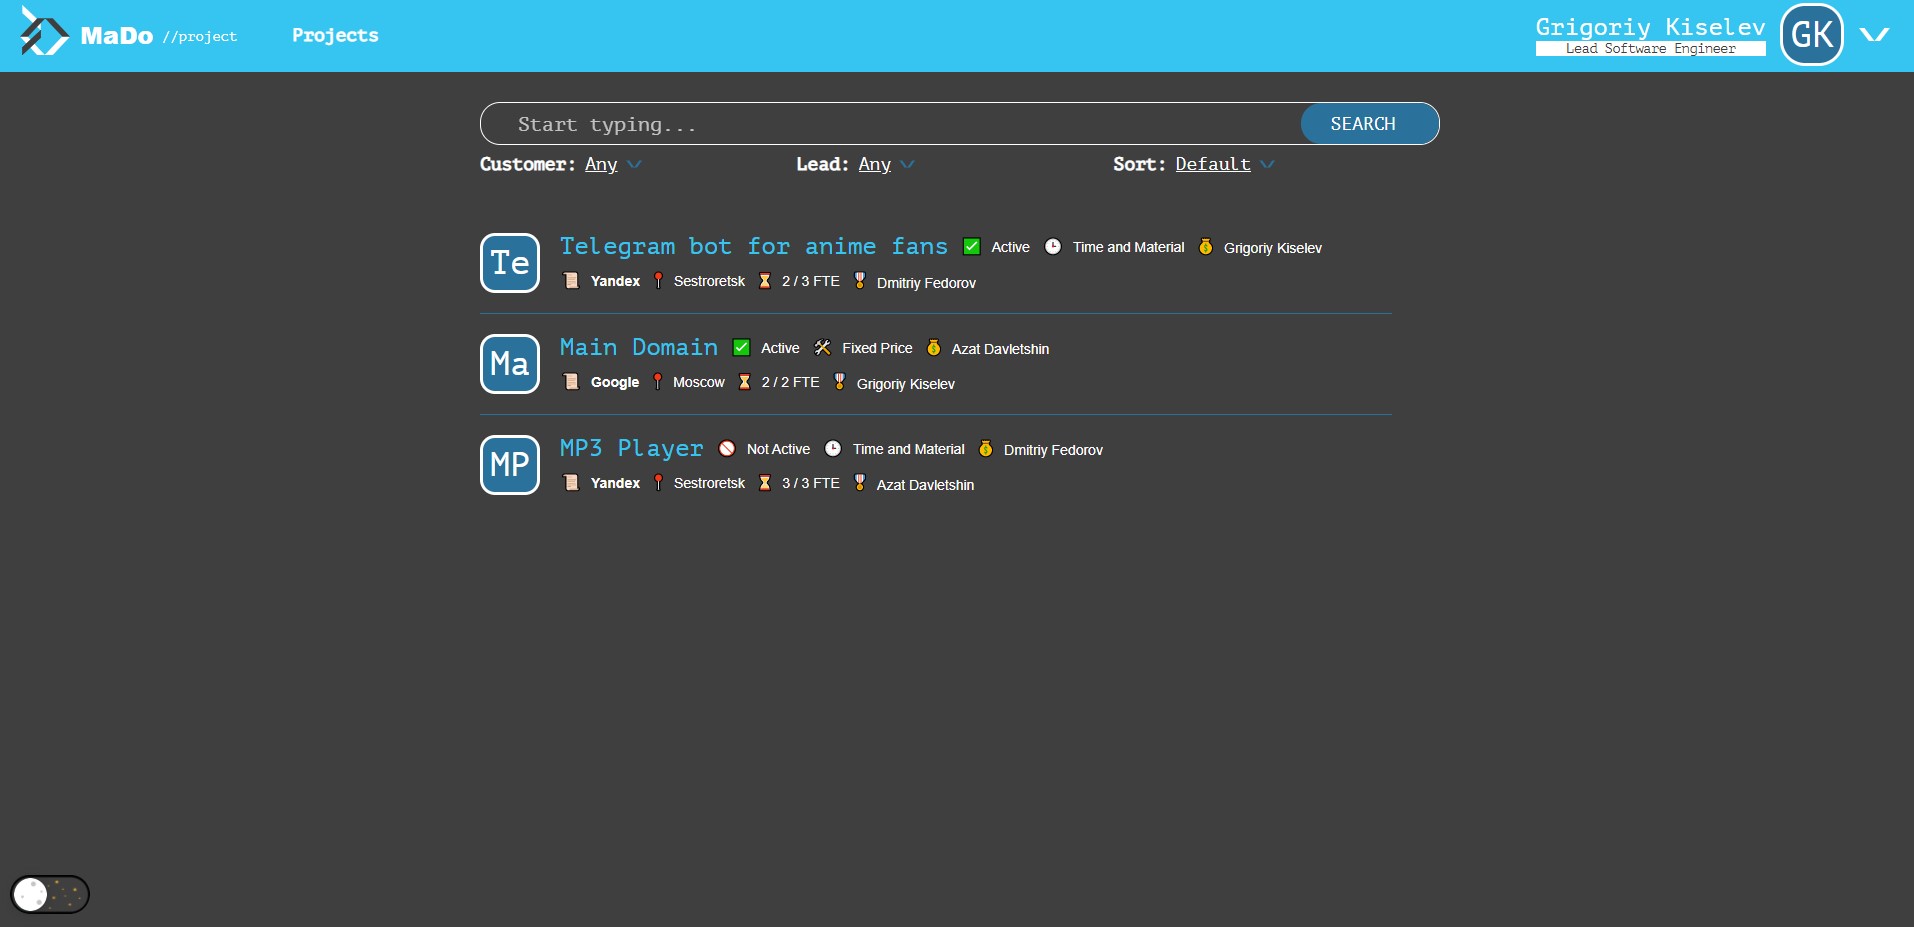 MaDo //project Projects Grigoriy Kiselev GK
Lead Software Engineer
Start typing... SEARCH
Customer: Any Lead: Any Sort: Default
Te Telegram bot for anime fans Active Time and Material Grigoriy Kiselev
Yandex Sestroretsk 2 / 3 FTE Dmitriy Fedorov
Ma Main Domain Active Fixed Price Azat Davletshin
Google Moscow 2 / 2 FTE Grigoriy Kiselev
MP MP3 Player Not Active Time and Material Dmitriy Fedorov
Yandex Sestroretsk 3 / 3 FTE Azat Davletshin